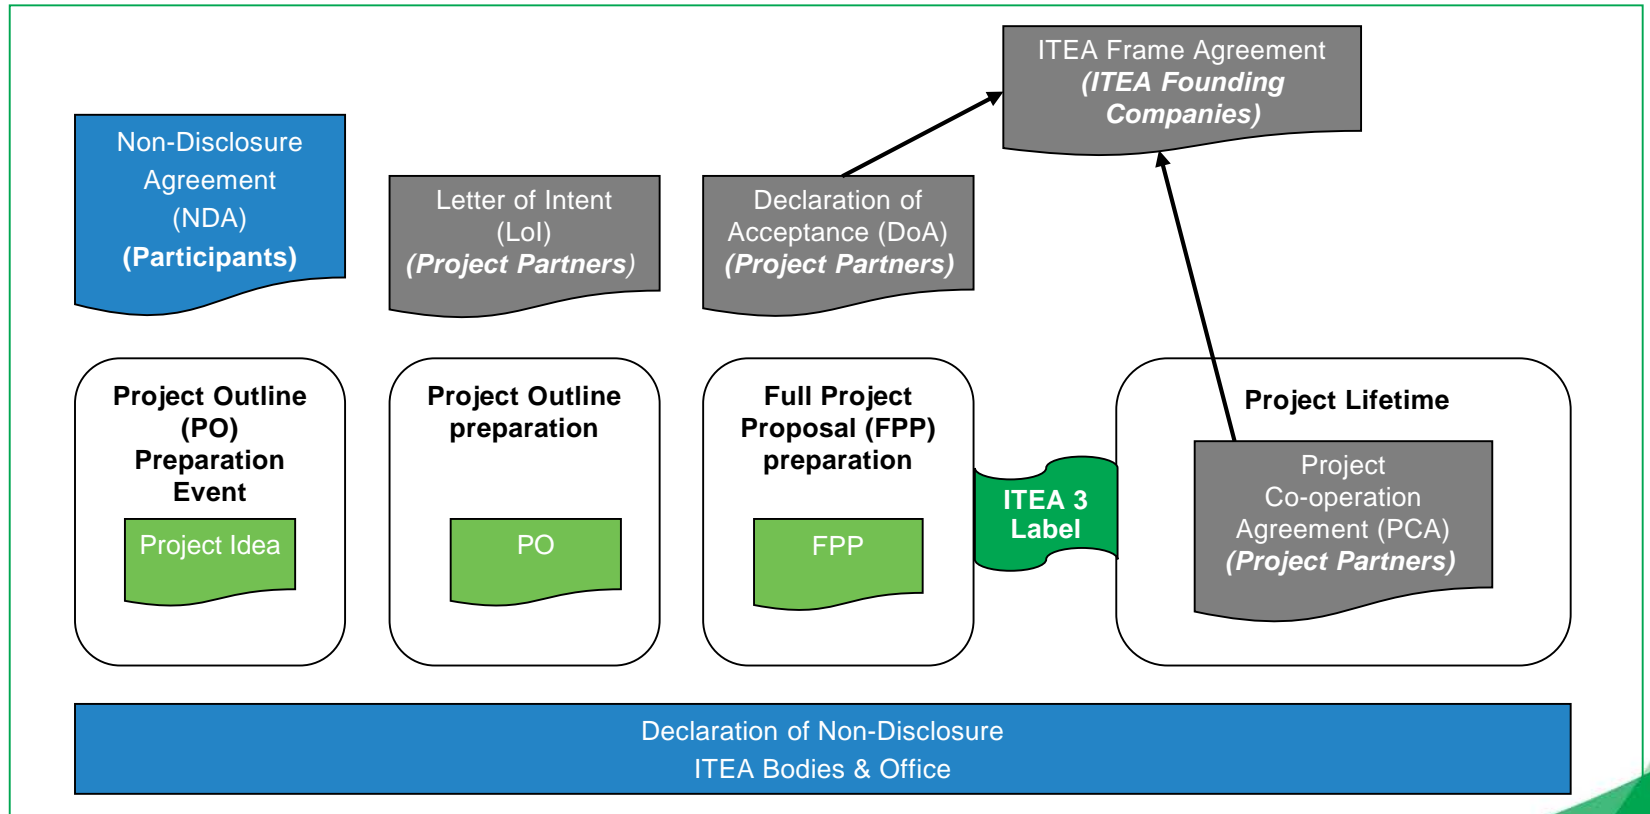 ITEA Frame Agreement
(ITEA Founding
Companies)
Non-Disclosure
Agreement
(NDA)
(Participants)
Letter of Intent
(LoI)
(Project Partners)
Declaration of
Acceptance (DoA)
(Project Partners)
Project Outline
(PO)
Preparation
Event
Project Idea
Project Outline
preparation
PO
Full Project
Proposal (FPP)
preparation
FPP
ITEA 3
Label
Project Lifetime
Project
Co-operation
Agreement (PCA)
(Project Partners)
Declaration of Non-Disclosure
ITEA Bodies & Office